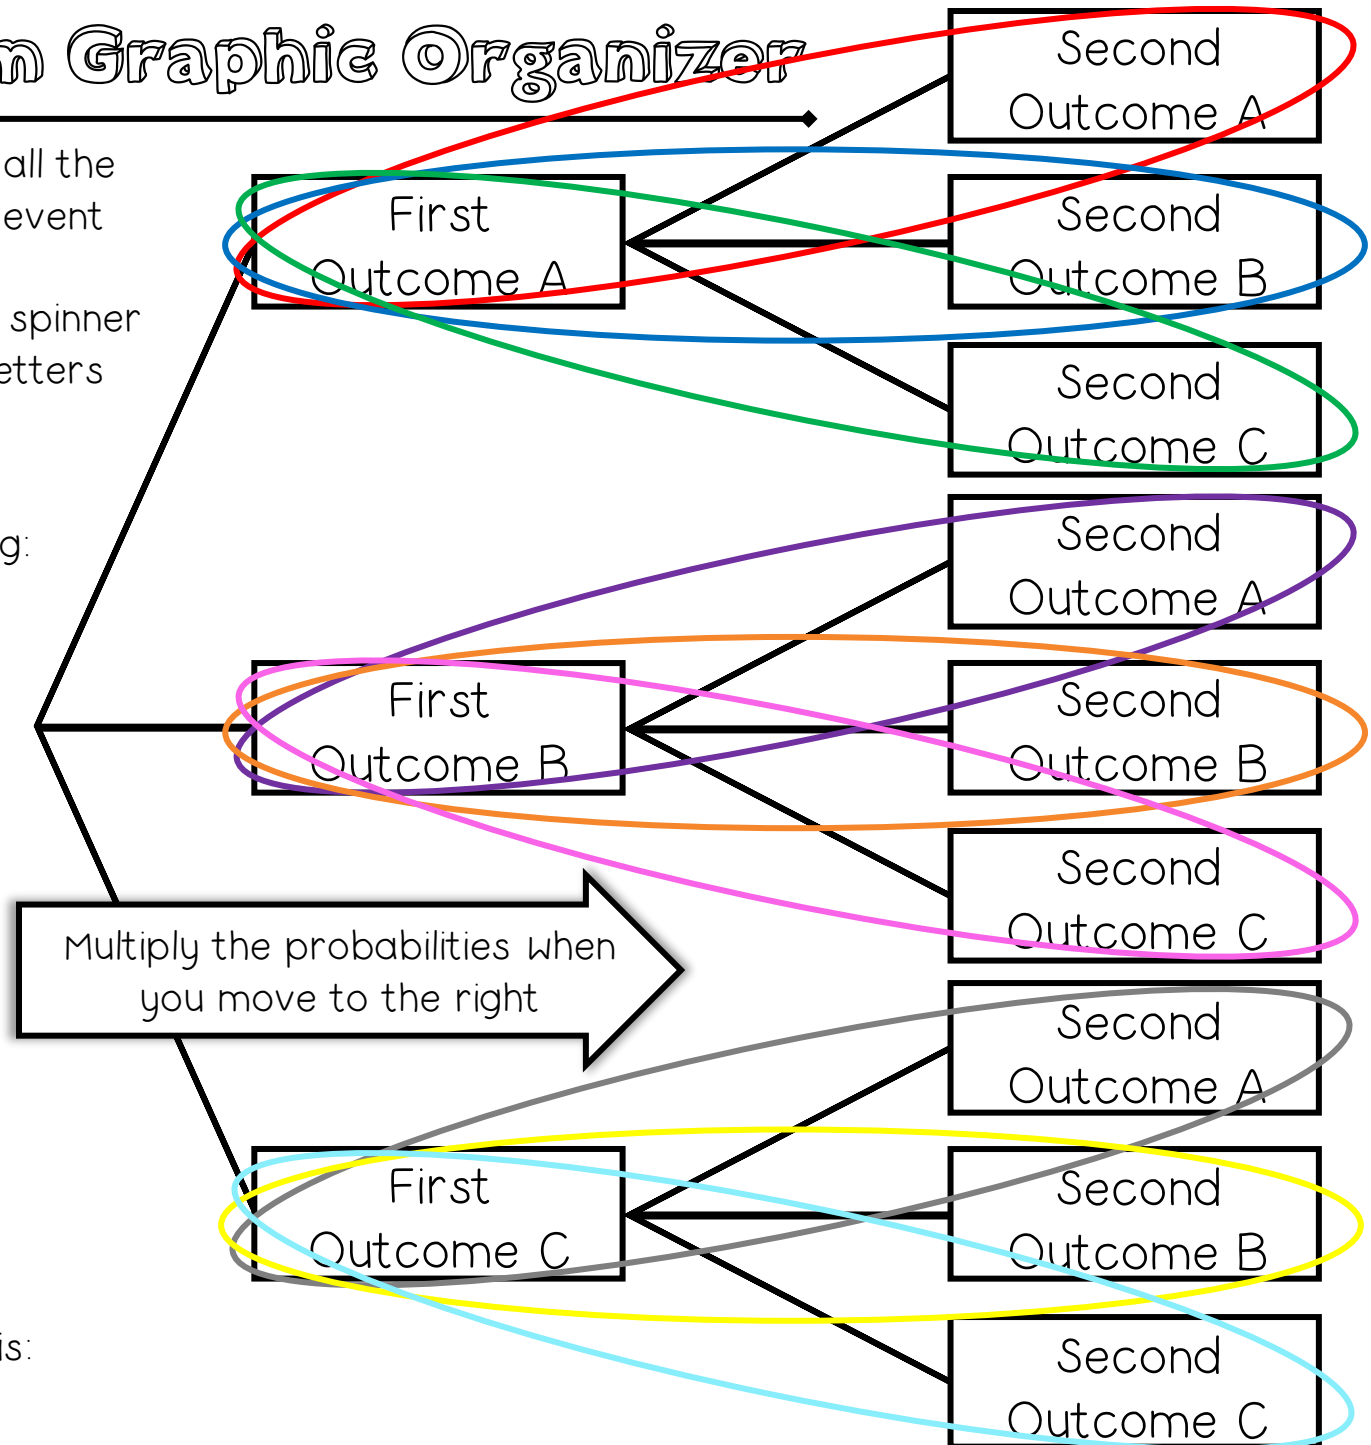 Graphic Organizer
all the
event
spinner
First
Outcome A
Second
Outcome A
Second
Outcome B
Second
Outcome C
g:
First
Outcome B
Second
Outcome A
Second
Outcome B
Second
Outcome C
Multiply the probabilities when
you move to the right
First
Outcome C
Second
Outcome A
Second
Outcome B
Second
Outcome C
is: